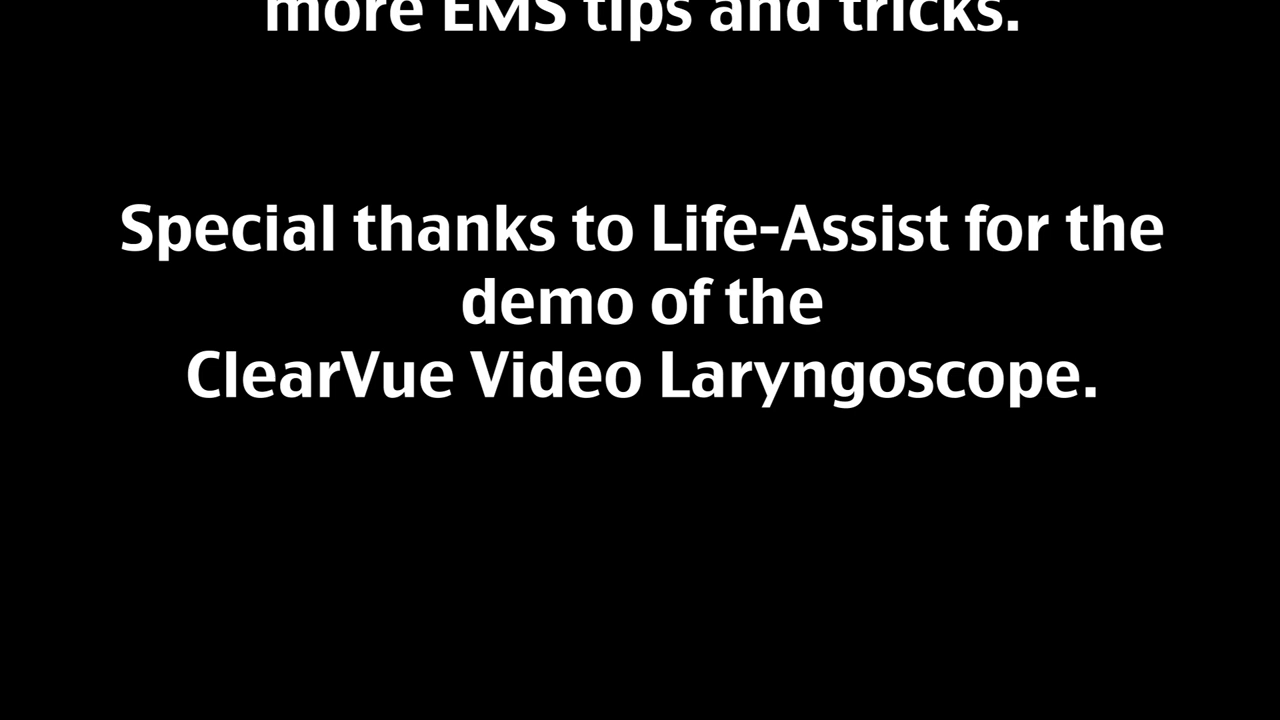 more EMS tips and tricks.
Special thanks to Life-Assist for the
demo of the
ClearVue Video Laryngoscope.